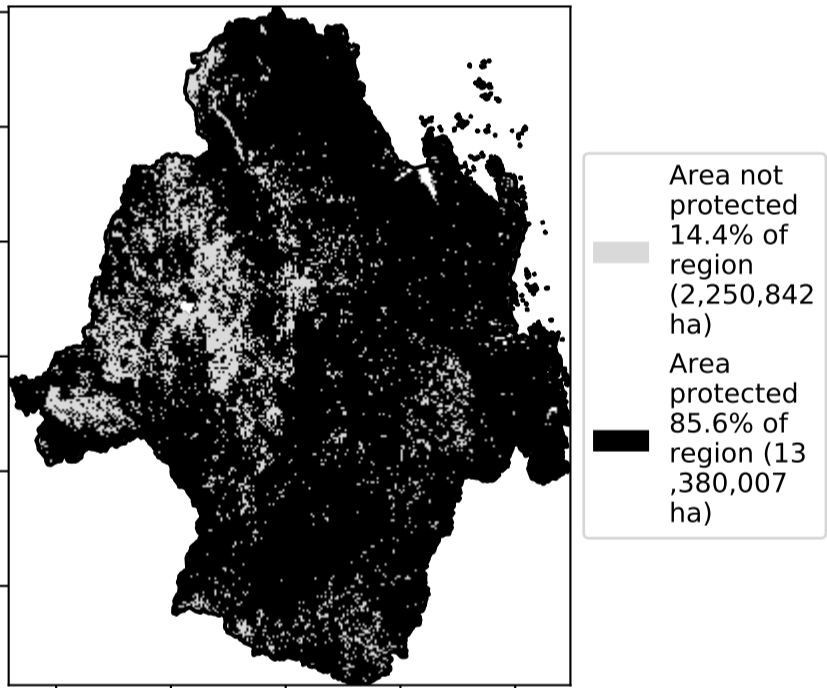 Area not
protected
14.4% of
region
(2,250,842
ha)
Area
protected
85.6% of
region (13
,380,007
ha)